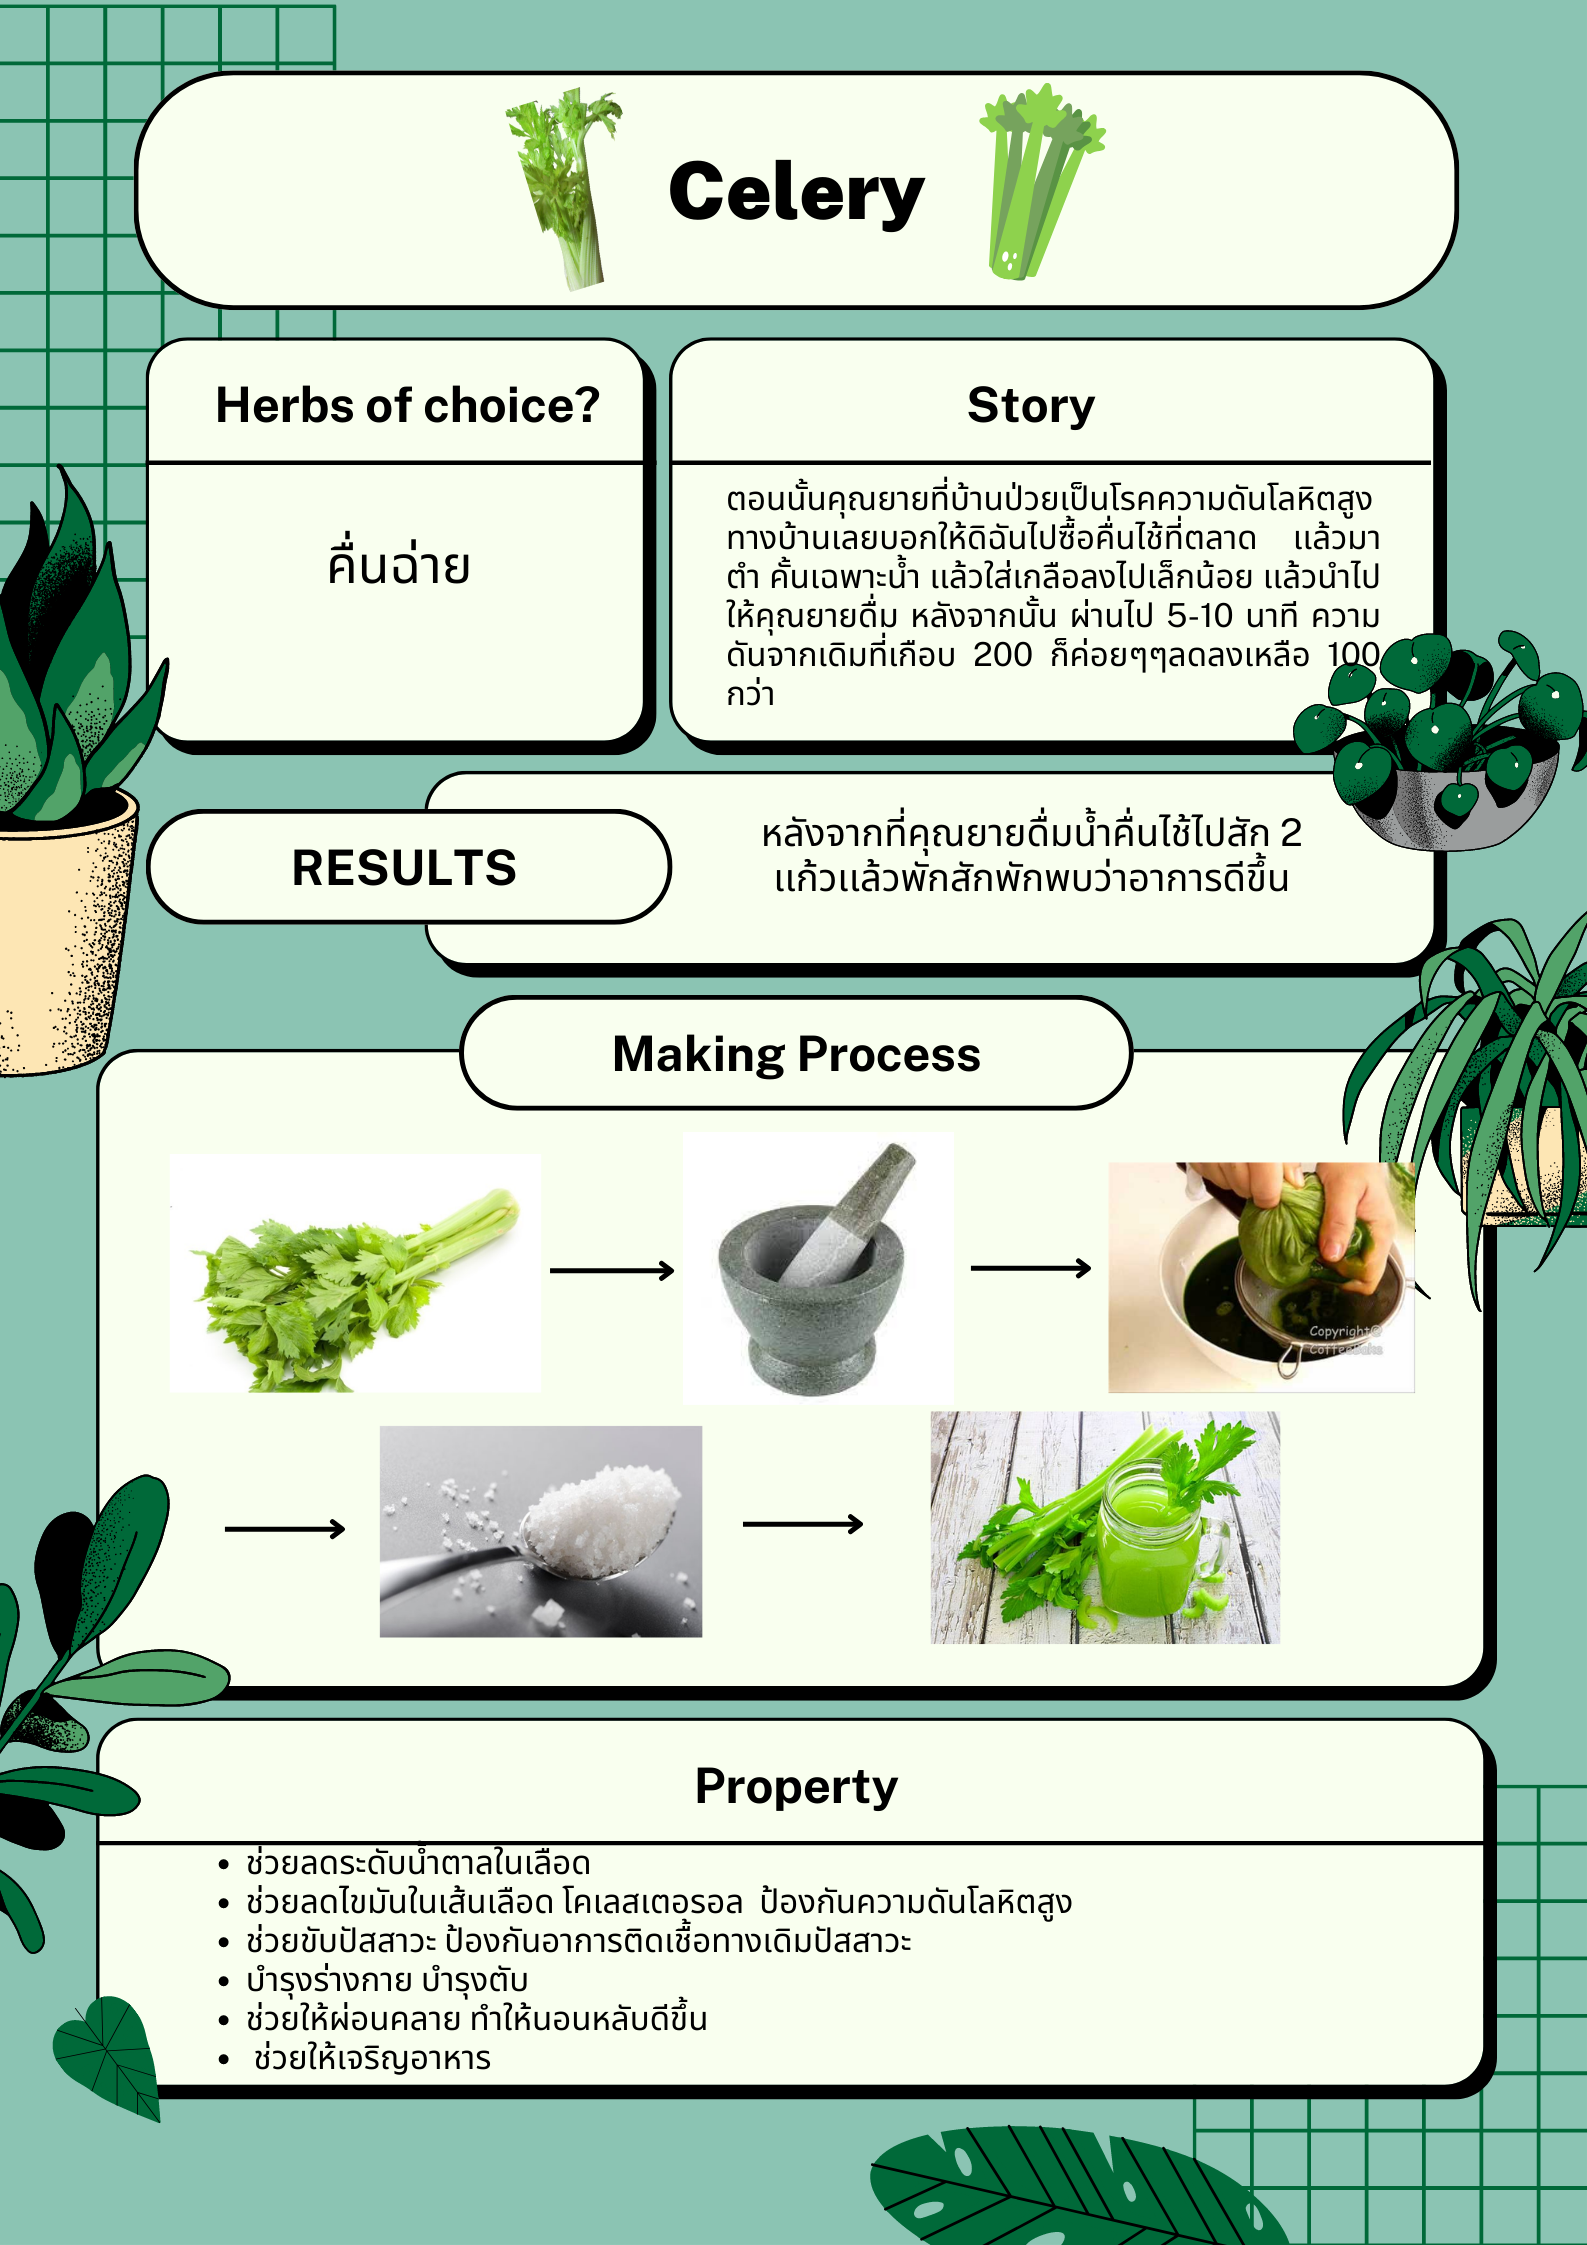 Celery
Herbs of choice?
คื่นฉ่าย
Story
ตอนนั้นคุณยายที่บ้านป่วยเป็นโรคความดันโลหิตสูง
ทางบ้านเลยบอกให้ดิฉันไปซื้อคื่นไช้ที่ตลาด แล้วมา
ตำ คั้นเฉพาะน้ำ แล้วใส่เกลือลงไปเล็กน้อย แล้วนำไป
ให้คุณยายดื่ม หลังจากนั้น ผ่านไป 5-10 นาที ความ
ดันจากเดิมที่เกือบ 200 ก็ค่อยๆๆลดลงเหลือ 100
กว่า
RESULTS
หลังจากที่คุณยายดื่มน้ำคื่นไช้ไปสัก 2
แก้วแล้วพักสักพักพบว่าอาการดีขึ้น
Making Process
Copyright@
CoffeeBake
Property
• ช่วยลดระดับน้ำตาลในเลือด
• ช่วยลดไขมันในเส้นเลือด โคเลสเตอรอล ป้องกันความดันโลหิตสูง
• ช่วยขับปัสสาวะ ป้องกันอาการติดเชื้อทางเดิมปัสสาวะ
• บำรุงร่างกาย บำรุงตับ
• ช่วยให้ผ่อนคลาย ทำให้นอนหลับดีขึ้น
• ช่วยให้เจริญอาหาร